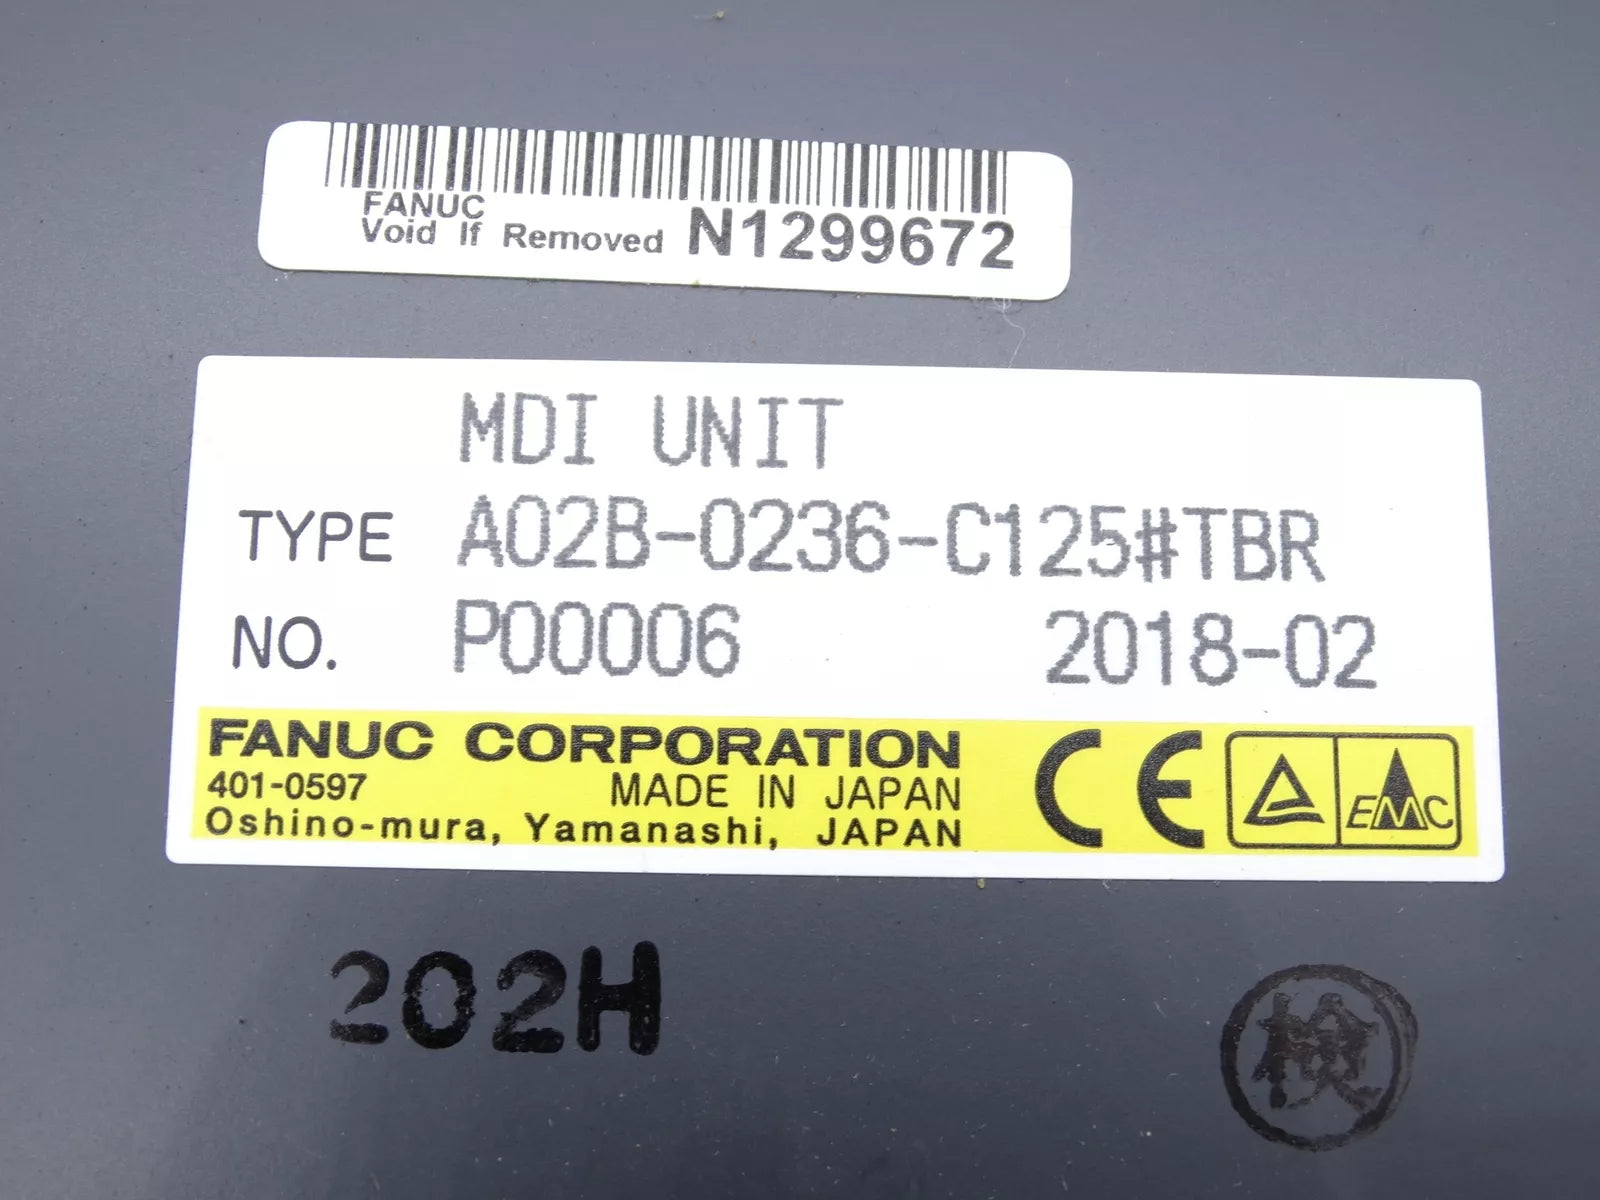 FANUC
Void If Removed N1299672
MDI UNIT
TYPE A02B-0236-C125#TBR
NO. P00006 2018-02
FANUC CORPORATION
401-0597 MADE IN JAPAN
Oshino-mura, Yamanashi, JAPAN
CE
EMC
202H
検